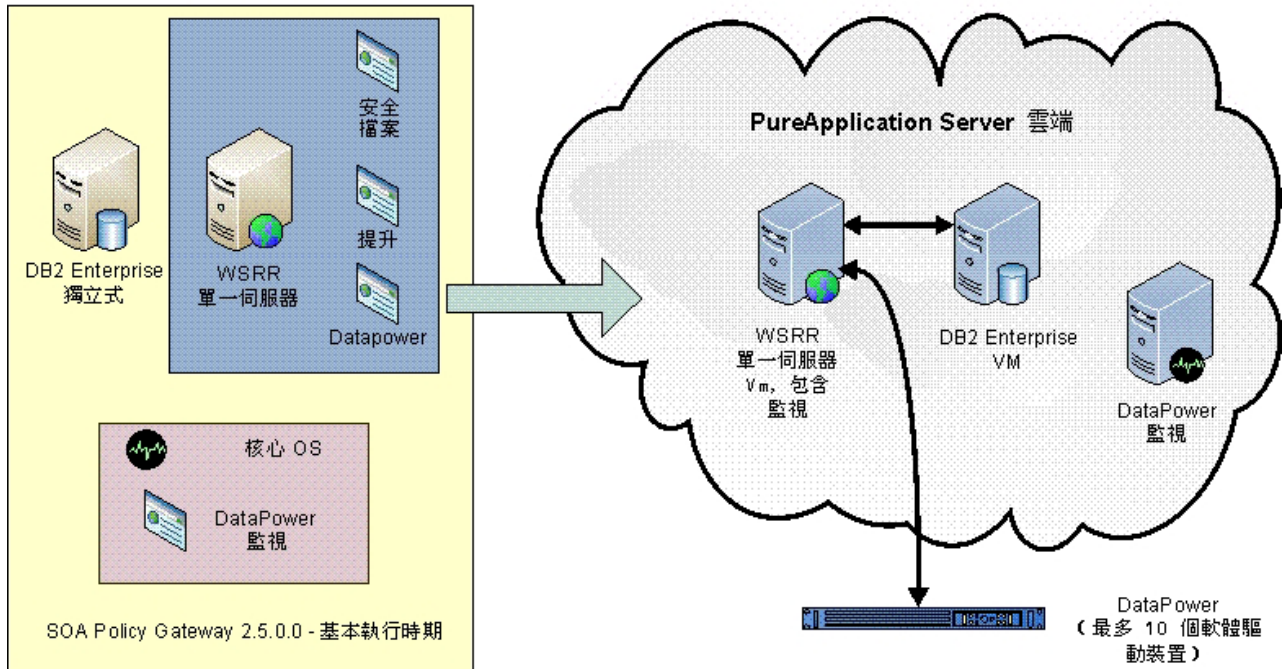 安全
檔案
DB2 Enterprise
獨立式
WSRR
單一伺服器
提升
Datapower
核心 OS
DataPower
監視
SOA Policy Gateway 2.5.0.0 - 基本執行時期
PureApplication Server 雲端
WSRR
單一伺服器
Vm, 包含
監視
DB2 Enterprise
VM
DataPower
監視
DataPower
(最多 10 個軟體驅
動裝置)